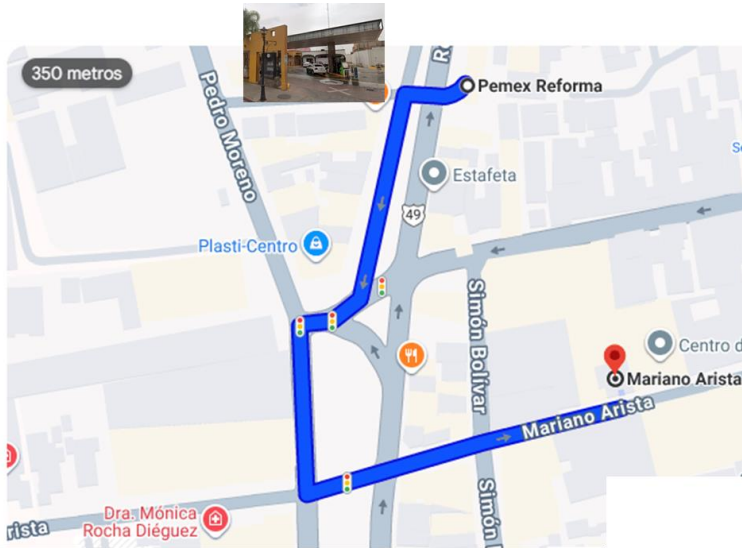 350 metros
R
Pemex Reforma
Pedro Moreno
Estafeta
Se
49
Plasti-Centro
Simón Bolívar
Centro d
Mariano Arista
Mariano Arista
Simón
Dra. Mónica
Rocha Diéguez
rista